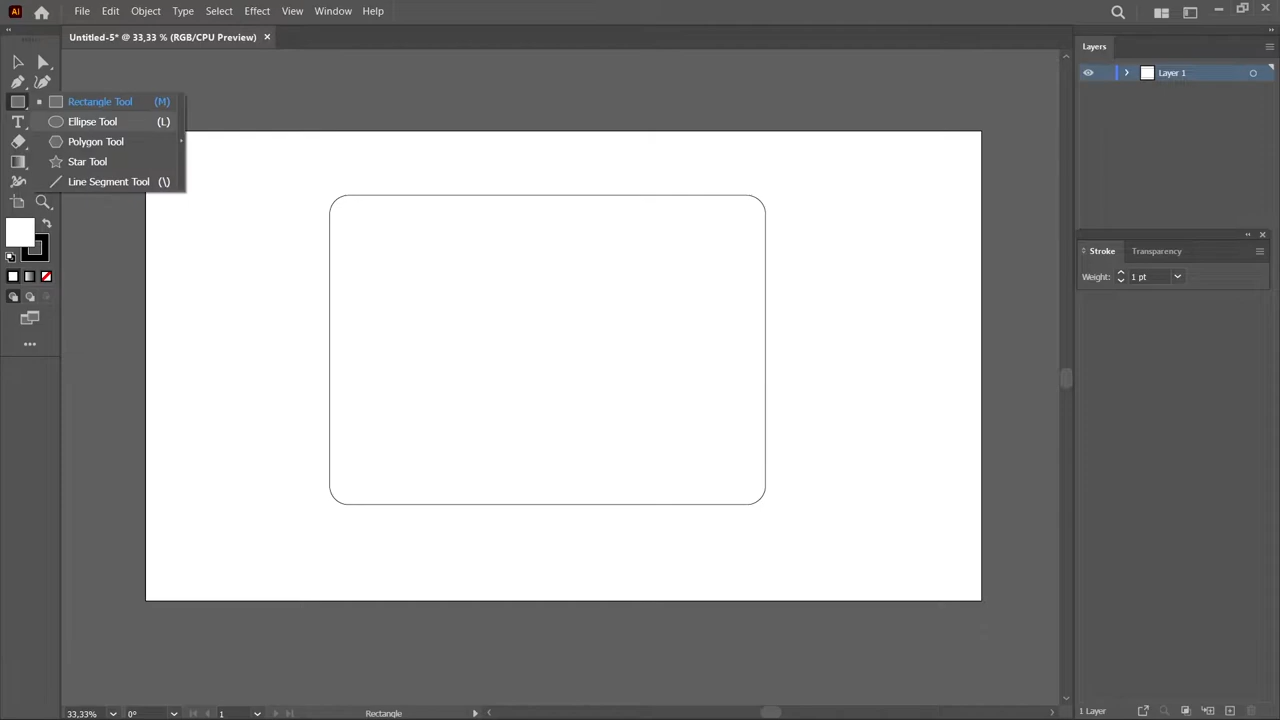 Ai File Edit Object Type Select Effect View Window Help
Untitled-5* @ 33,33 % (RGB/CPU Preview) ×
Layers
Layer 1
Rectangle Tool (M)
Ellipse Tool (L)
Polygon Tool
Star Tool
Line Segment Tool (\)
T
Stroke Transparency
Weight: 1 pt
33,33% 0° 1 Rectangle
1 Layer